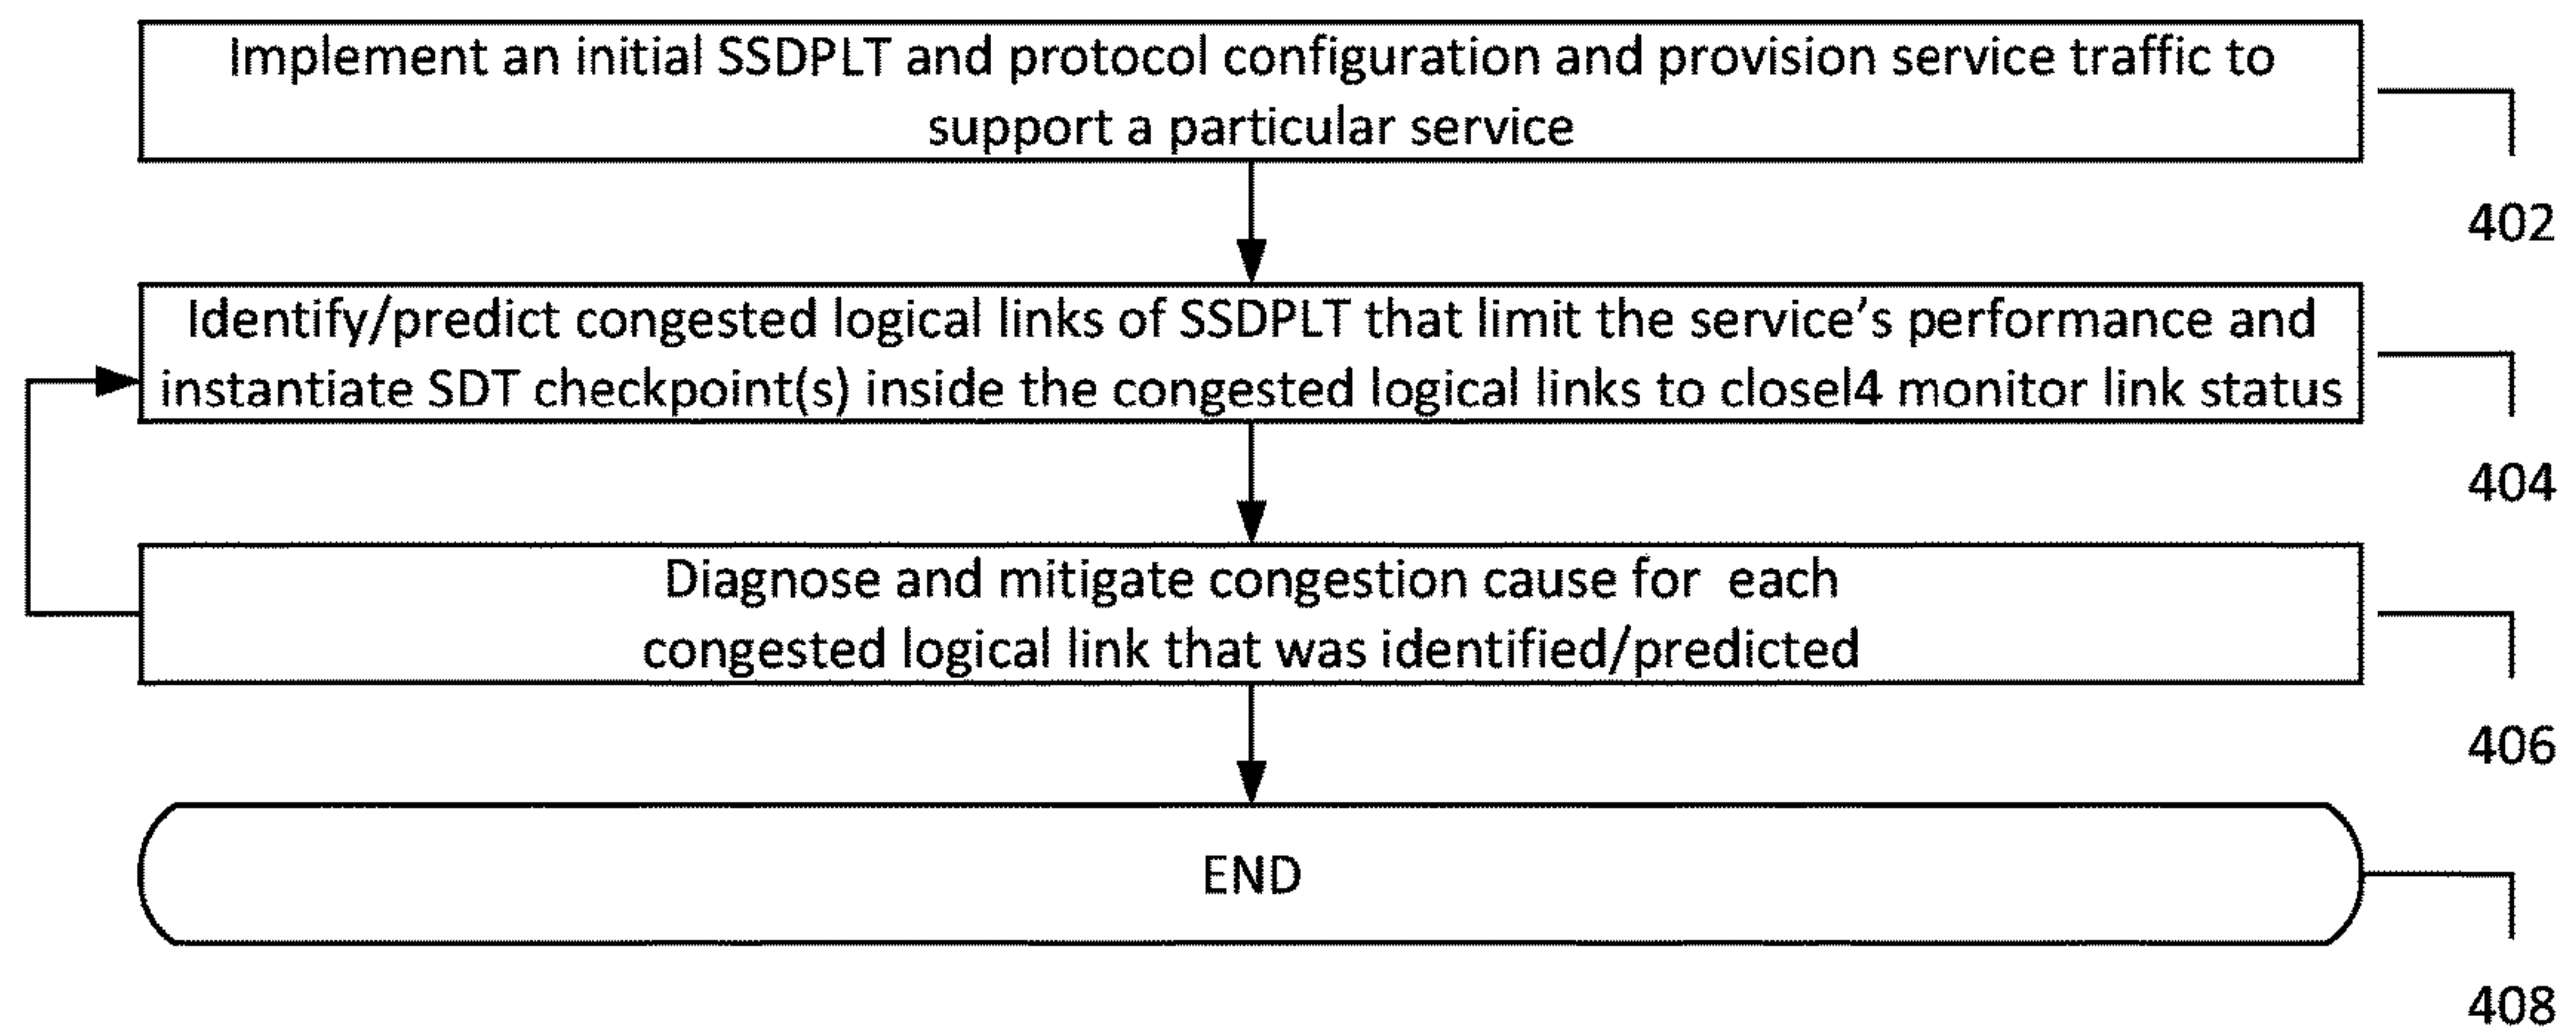 Implement an initial SSDPLT and protocol configuration and provision service traffic to
support a particular service
402
Identify/predict congested logical links of SSDPLT that limit the service's performance and
instantiate SDT checkpoint(s) inside the congested logical links to closel4 monitor link status
404
Diagnose and mitigate congestion cause for each
congested logical link that was identified/predicted
406
END
408